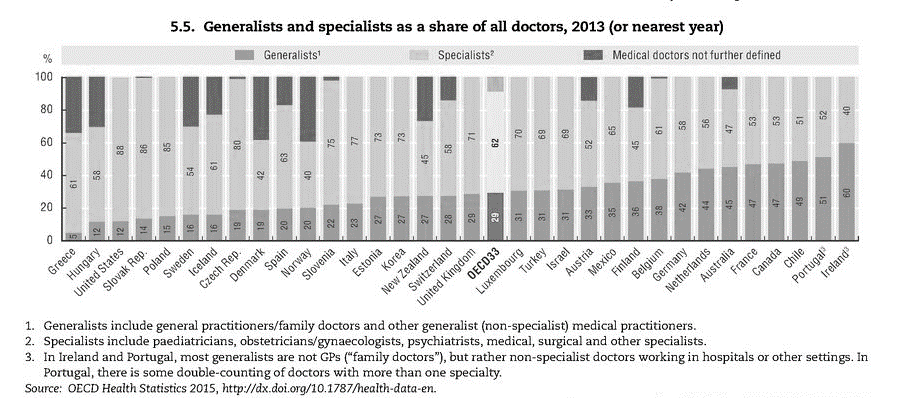 5.5. Generalists and specialists as a share of all doctors, 2013 (or nearest year)
Generalists¹ Specialists² Medical doctors not further defined
%
100
80
60
40
20
0
61 58 88 86 85 54 61 80 42 63 40 75 77 73 73 45 58 71 62 70 69 69 52 65 45 61 58 56 47 53 53 51 52 40
5 12 12 14 15 16 16 19 19 20 20 22 23 27 27 27 28 29 29 31 31 31 33 35 36 38 42 44 45 47 47 49 51 60
Greece
Hungary
United States
Slovak Rep.
Poland
Sweden
Iceland
Czech Rep.
Denmark
Spain
Norway
Slovenia
Italy
Estonia
Korea
New Zealand
Switzerland
United Kingdom
OECD33
Luxembourg
Turkey
Israel
Austria
Mexico
Finland
Belgium
Germany
Netherlands
Australia
France
Canada
Chile
Portugal³
Ireland³
1. Generalists include general practitioners/family doctors and other generalist (non-specialist) medical practitioners.
2. Specialists include paediatricians, obstetricians/gynaecologists, psychiatrists, medical, surgical and other specialists.
3. In Ireland and Portugal, most generalists are not GPs (“family doctors”), but rather non-specialist doctors working in hospitals or other settings. In
Portugal, there is some double-counting of doctors with more than one specialty.
Source: OECD Health Statistics 2015, http://dx.doi.org/10.1787/health-data-en.